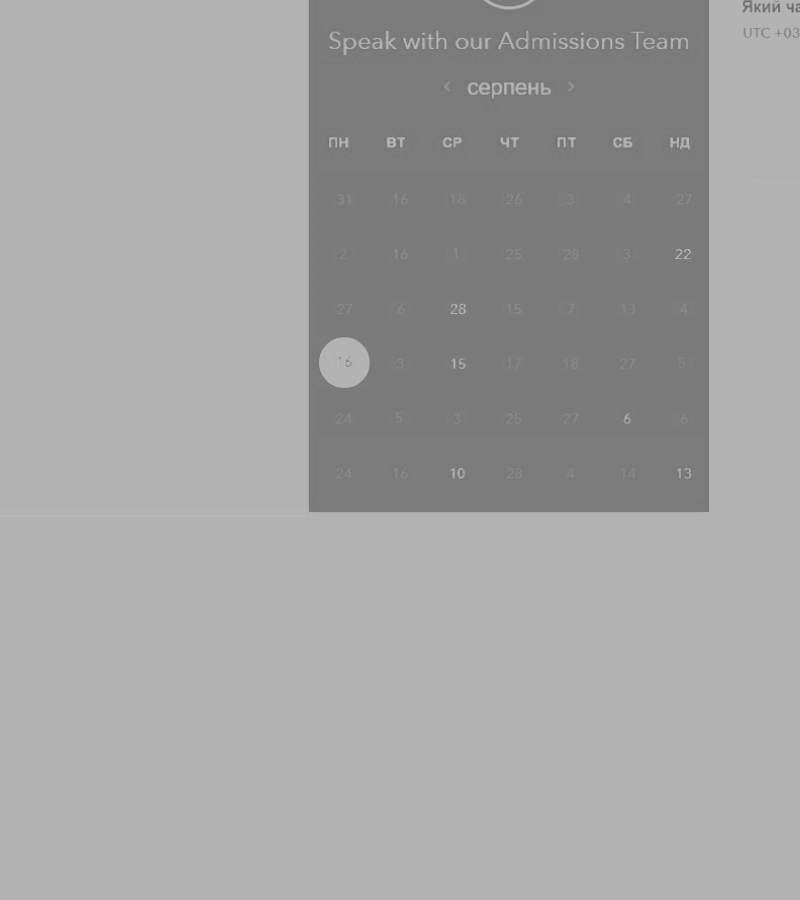 Який ча
Speak with our Admissions Team
UTC +03
‹ серпень ›
ПН ВТ СР ЧТ ПТ СБ НД
31 16 18 26 3 4 27
2 16 1 25 28 3 22
27 6 28 15 7 13 4
16 3 15 17 18 27 5
24 5 3 25 27 6 6
24 16 10 28 4 14 13